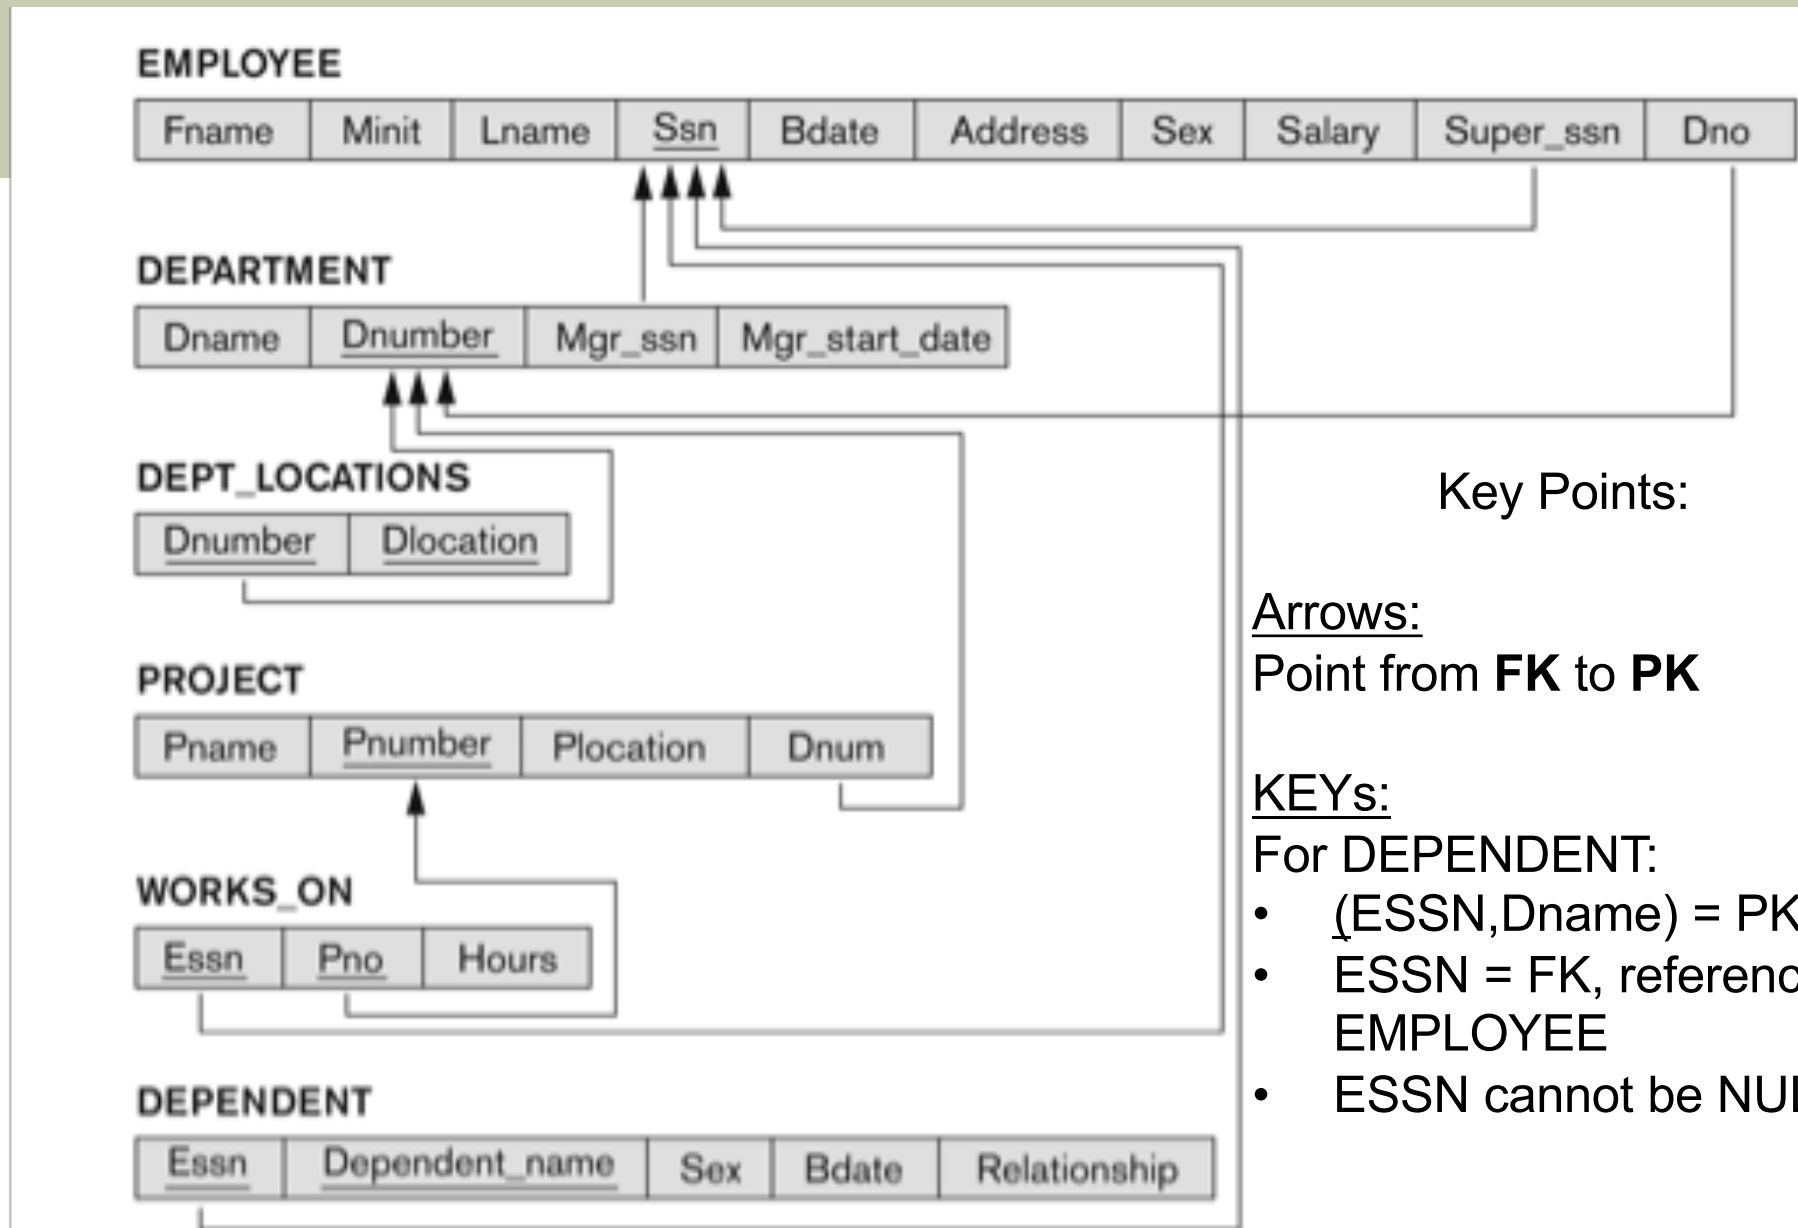 EMPLOYEE
Fname Minit Lname Ssn Bdate Address Sex Salary Super_ssn Dno
DEPARTMENT
Dname Dnumber Mgr_ssn Mgr_start_date
DEPT_LOCATIONS
Dnumber Dlocation
PROJECT
Pname Pnumber Plocation Dnum
WORKS_ON
Essn Pno Hours
DEPENDENT
Essn Dependent_name Sex Bdate Relationship
Key Points:
Arrows:
Point from FK to PK
KEYs:
For DEPENDENT:
• (ESSN,Dname) = PK
• ESSN = FK,
EMPLOYEE
• ESSN cannot be